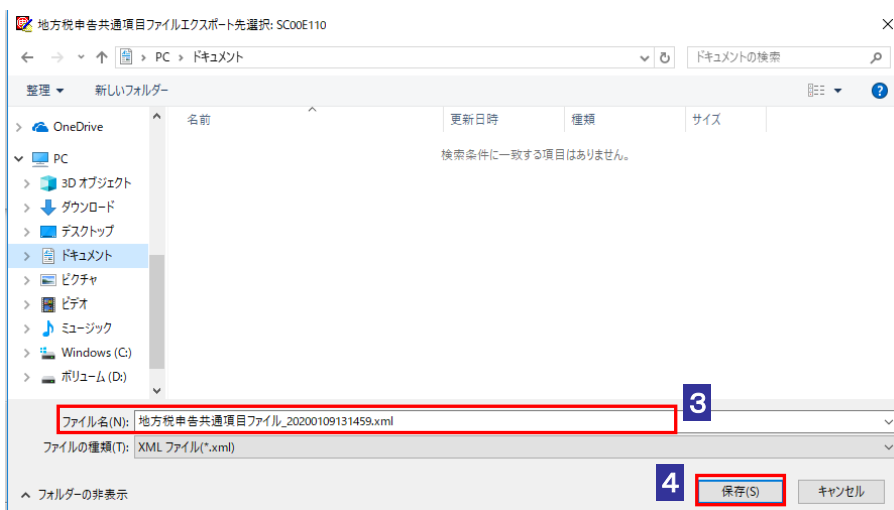 地方税申告共通項目ファイルエクスポート先選択: SC00E110
PC › ドキュメント
ドキュメントの検索
整理 新しいフォルダー
名前 更新日時 種類 サイズ
検索条件に一致する項目はありません。
OneDrive
PC
3D オブジェクト
ダウンロード
デスクトップ
ドキュメント
ピクチャ
ビデオ
ミュージック
Windows (C:)
ボリューム (D:)
3
ファイル名(N): 地方税申告共通項目ファイル_20200109131459.xml
ファイルの種類(T): XML ファイル(*.xml)
4
フォルダーの非表示 保存(S) キャンセル